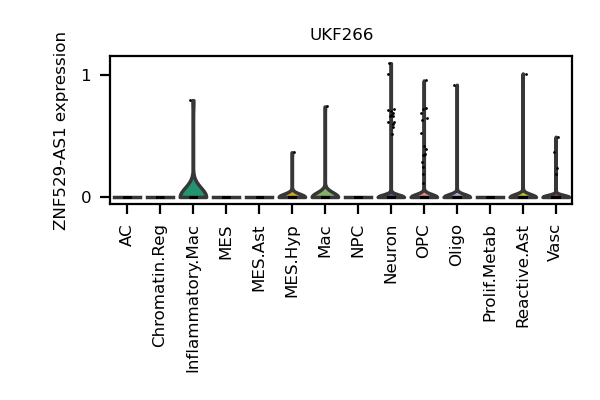 UKF266
ZNF529-AS1 expression
1
0
AC
Chromatin.Reg
Inflammatory.Mac
MES
MES.Ast
MES.Hyp
Mac
NPC
Neuron
OPC
Oligo
Prolif.Metab
Reactive.Ast
Vasc